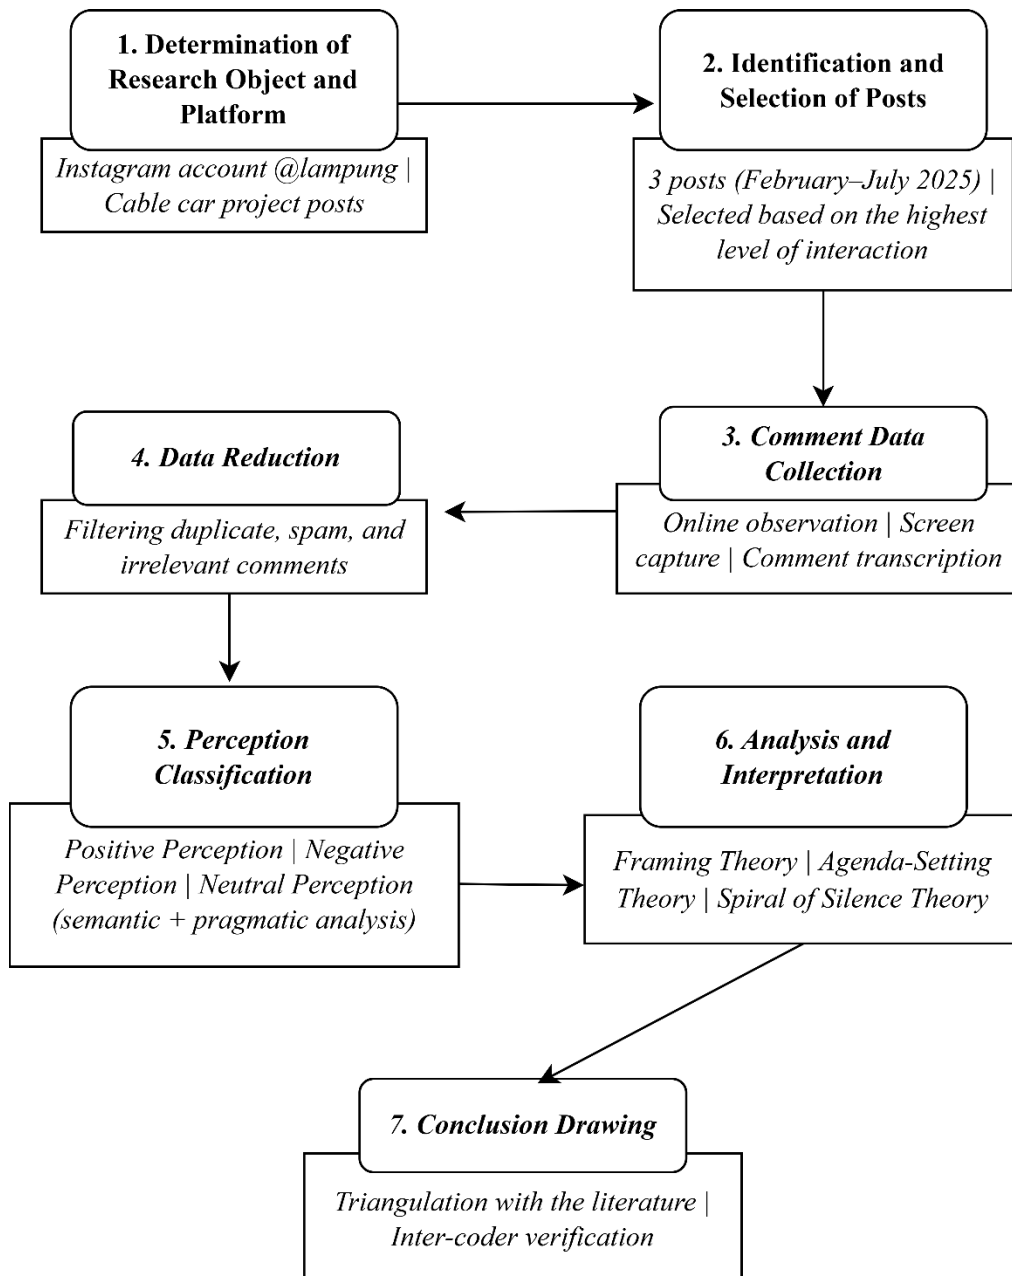 1. Determination of
Research Object and
Platform
Instagram account @lampung |
Cable car project posts
2. Identification and
Selection of Posts
3 posts (February–July 2025) |
Selected based on the highest
level of interaction
3. Comment Data
Collection
Online observation | Screen
capture | Comment transcription
4. Data Reduction
Filtering duplicate, spam, and
irrelevant comments
5. Perception
Classification
Positive Perception | Negative
Perception | Neutral Perception
(semantic + pragmatic analysis)
6. Analysis and
Interpretation
Framing Theory | Agenda-Setting
Theory | Spiral of Silence Theory
7. Conclusion Drawing
Triangulation with the literature |
Inter-coder verification